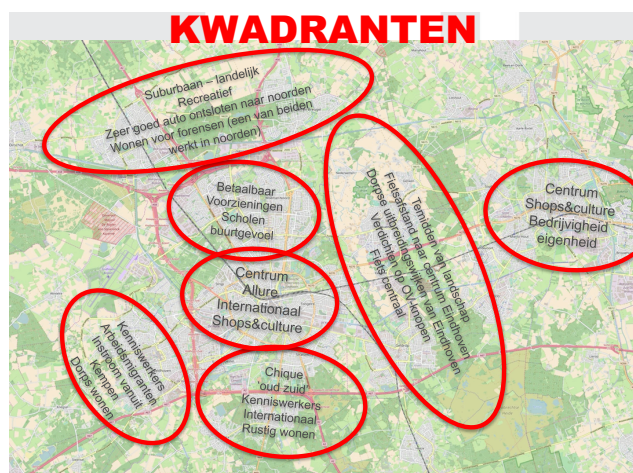 KWADRANTEN
Suburbaan – landelijk
Recreatief
Zeer goed auto ontsloten naar noorden
Wonen voor forensen (een van beiden
werkt in noorden)
Betaalbaar
Voorzieningen
Scholen
buurtgevoel
Temidden van landschap
Fietsafstand naar centrum Eindhoven
Dorpse uitbreidingswijken van Eindhoven
Verdichten op OV-knopen
Fiets centraal
Centrum
Shops&culture
Bedrijvigheid
eigenheid
Centrum
Allure
Internationaal
Shops&culture
Kenniswerkers
Arbeidsmigranten
Instroom vanuit
Kempen
Dorps wonen
Chique
'oud zuid'
Kenniswerkers
Internationaal
Rustig wonen